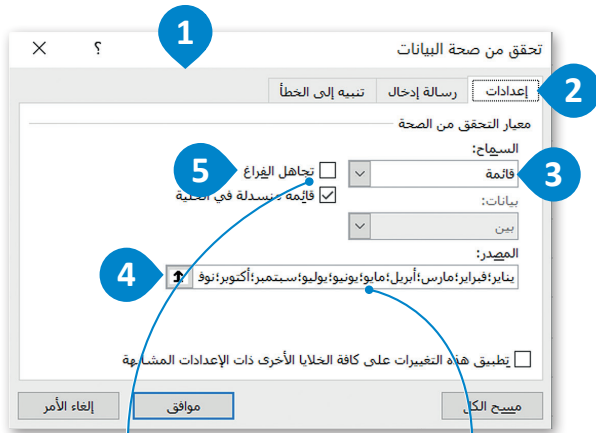 1
تحقق من صحة البيانات
؟
إعدادات
رسالة إدخال
تنبيه إلى الخطأ
2
معيار التحقق من الصحة
السماح:
قائمة
3
تجاهل الفراغ
5
قائمة منسدلة في الخلية
بيانات:
بين
المصدر:
يناير؛فبراير؛مارس؛أبريل؛مايو؛يونيو؛يوليو؛سبتمبر؛أكتوبر؛نوف
4
تطبيق هذه التغييرات على كافة الخلايا الأخرى ذات الإعدادات المشابهة
مسح الكل
موافق
إلغاء الأمر